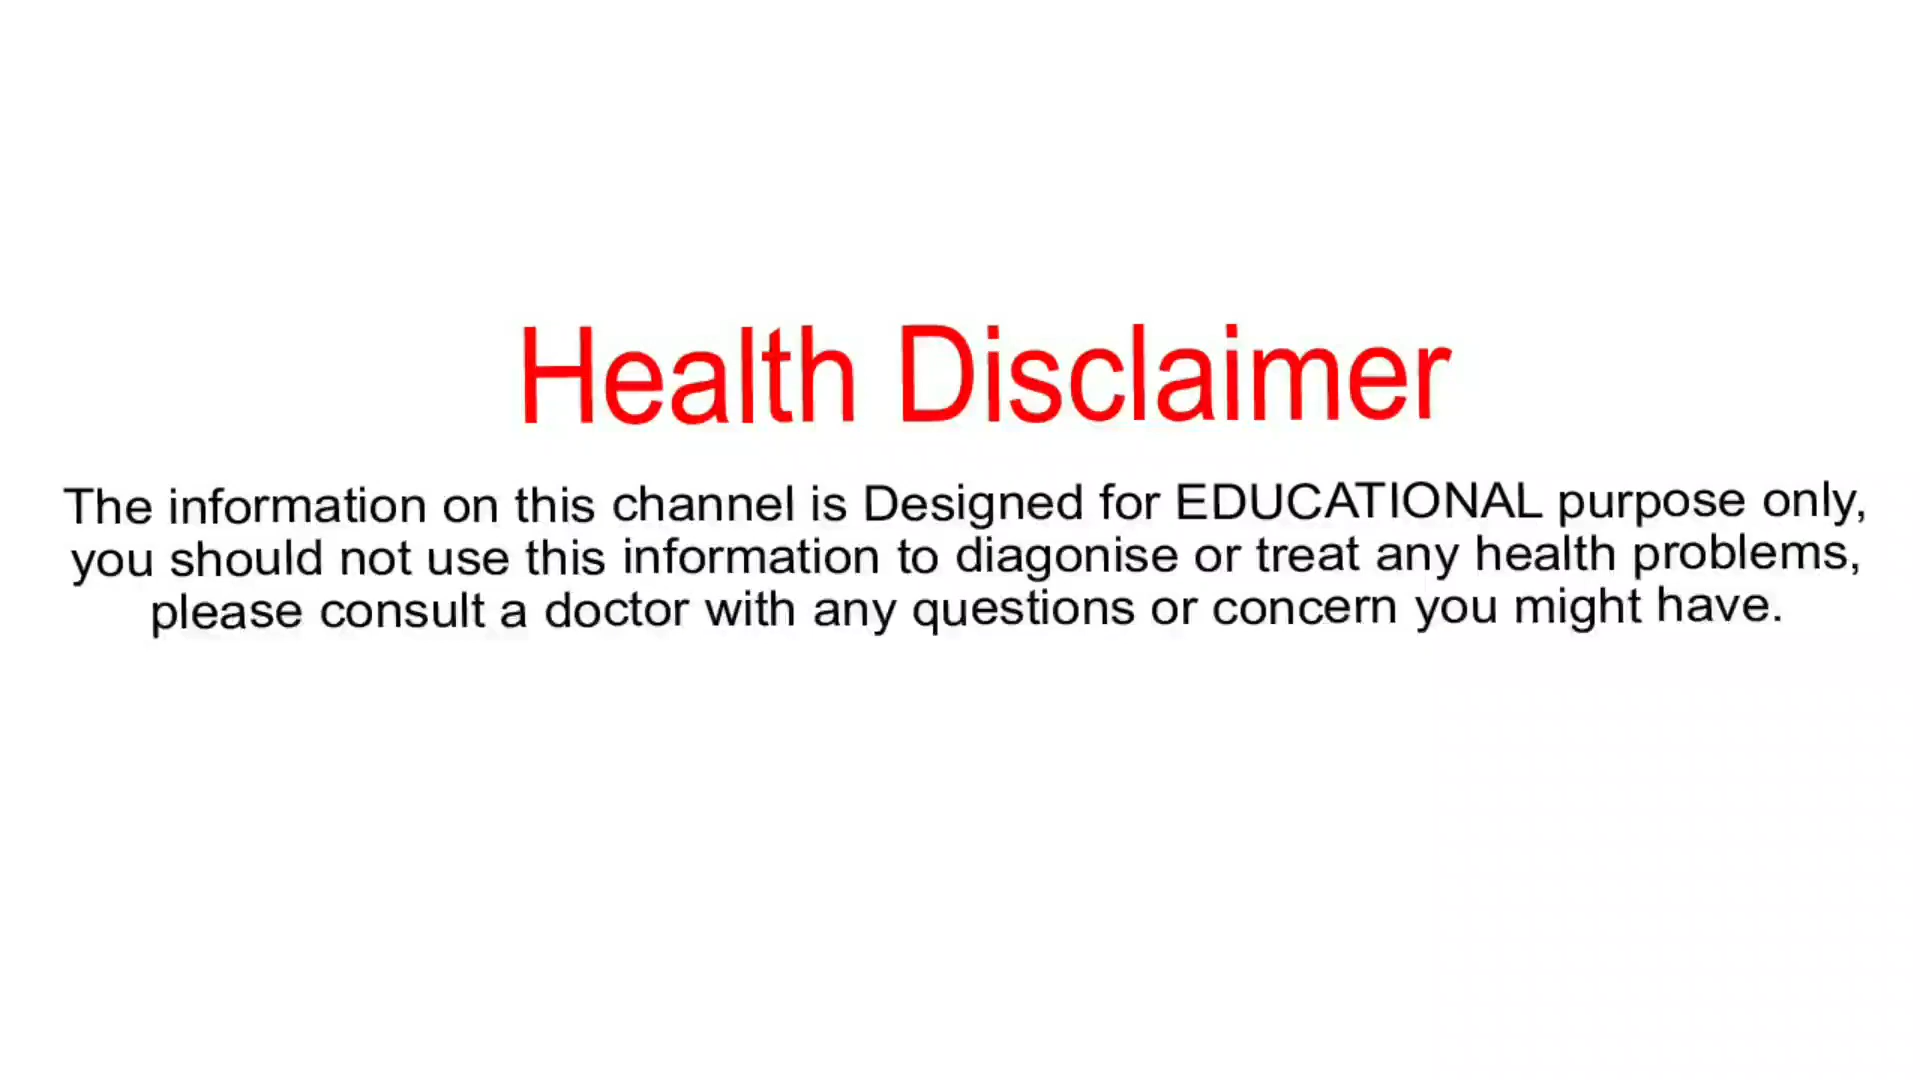 Health Disclaimer
The information on this channel is Designed for EDUCATIONAL purpose only,
you should not use this information to diagonise or treat any health problems,
please consult a doctor with any questions or concern you might have.